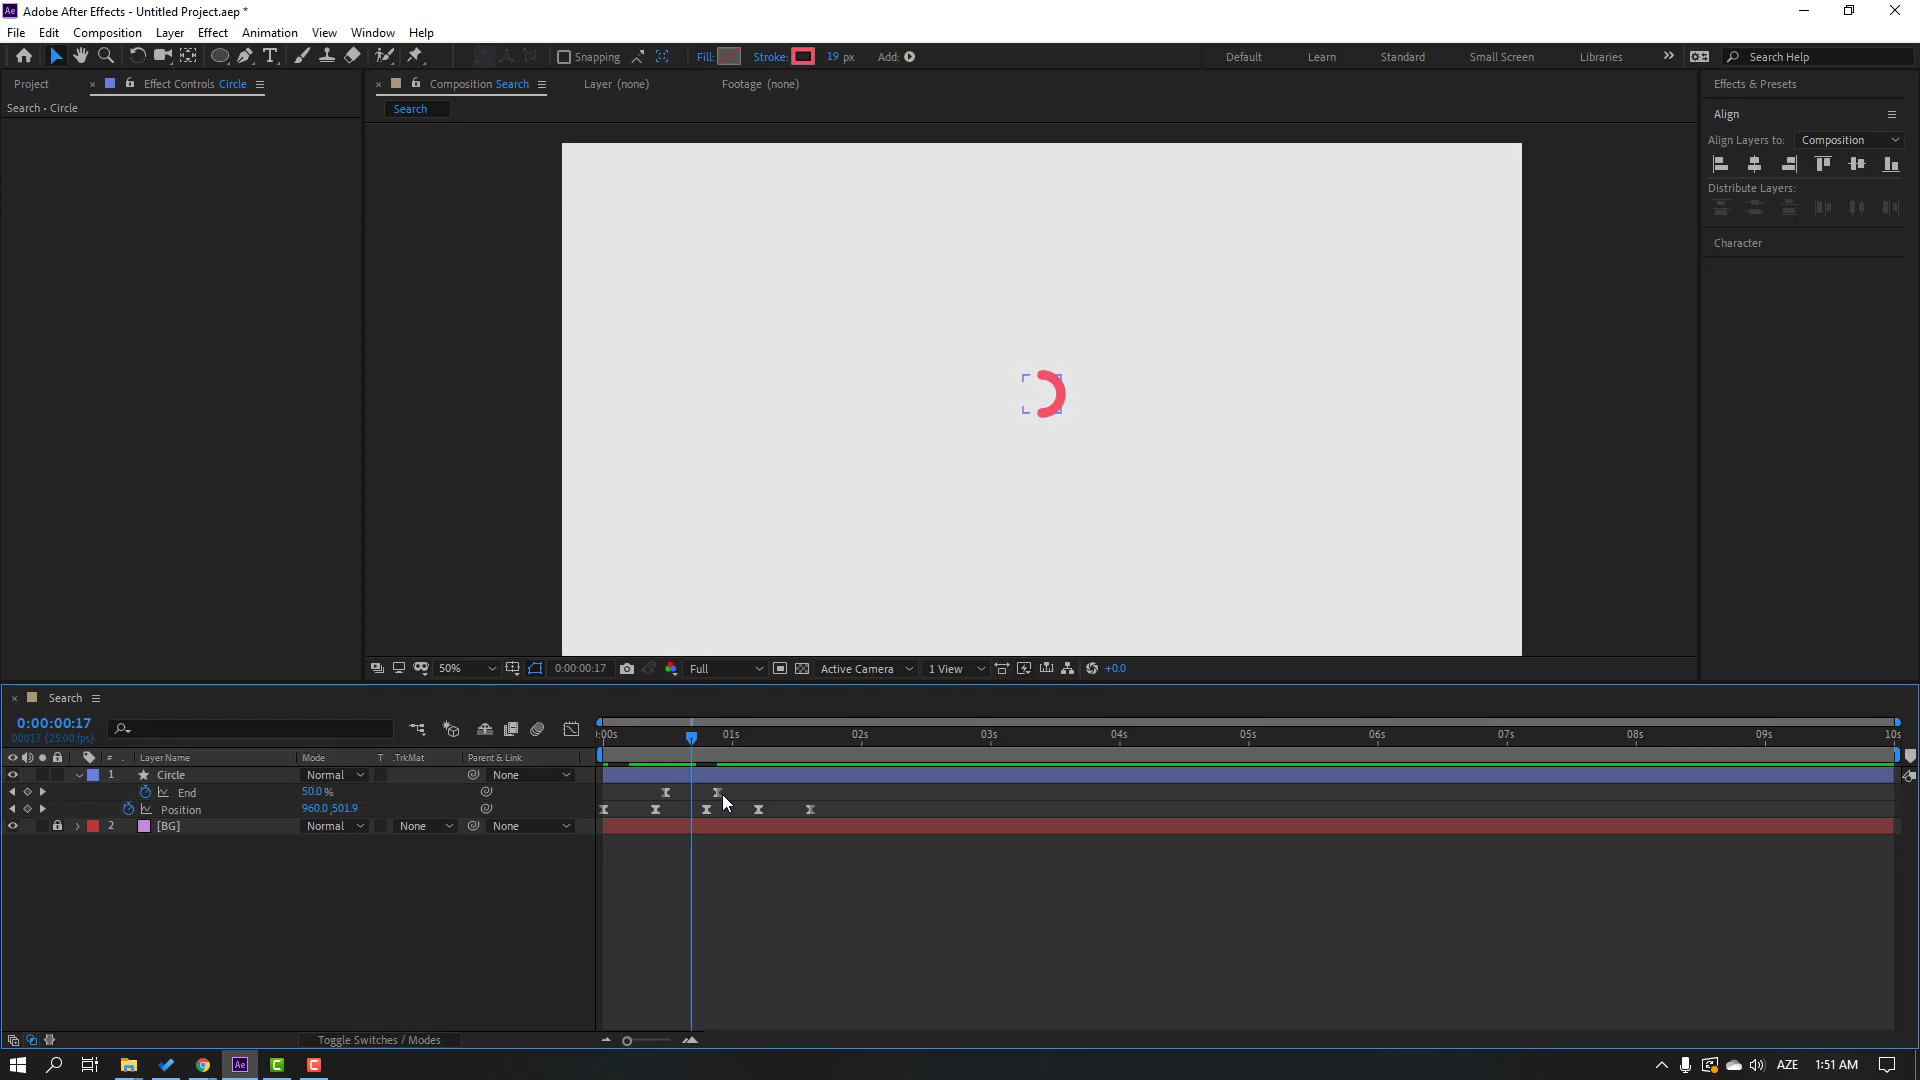 Adobe After Effects - Untitled Project.aep *
File Edit Composition Layer Effect Animation View Window Help
Snapping Fill: Stroke: 19 px Add: Default Learn Standard Small Screen Libraries Search Help
Project Effect Controls Circle Composition Search Layer (none) Footage (none) Effects & Presets
Search • Circle
Search
Align
Align Layers to: Composition
Distribute Layers:
Character
50% 0:00:00:17 Full Active Camera 1 View +0.0
Search
0:00:00:17
00017 (25.00 fps)
:00s 01s 02s 03s 04s 05s 06s 07s 08s 09s 10s
# . Layer Name Mode T .TrkMat Parent & Link
1 Circle Normal None
End 50.0 %
Position 960.0,501.9
2 [BG] Normal None None
Toggle Switches / Modes
AZE 1:51 AM